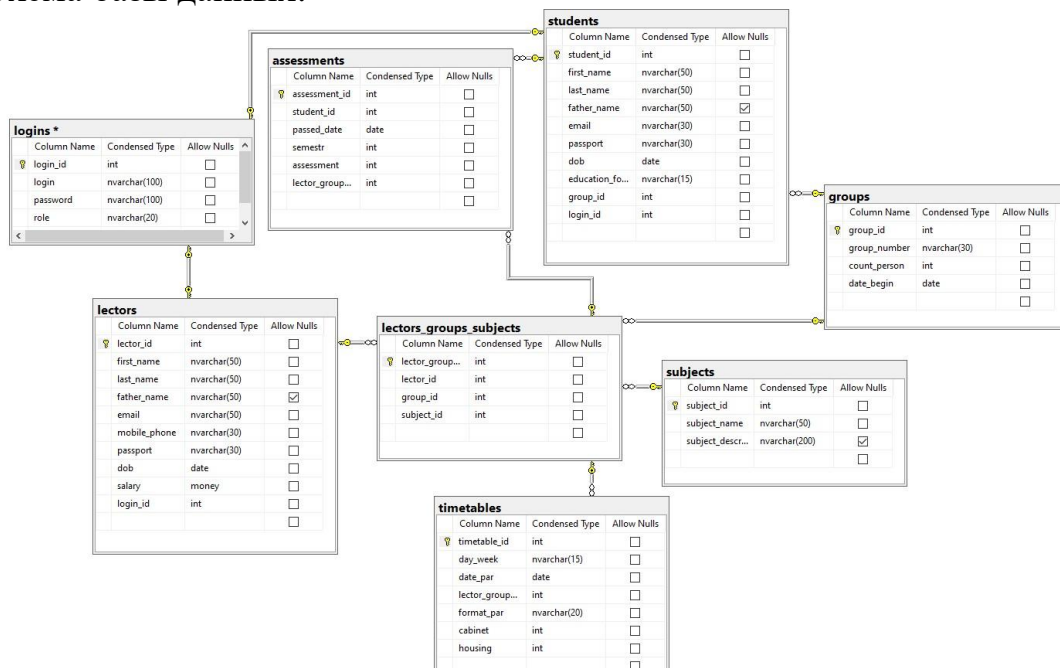 students
Column Name Condensed Type Allow Nulls
student_id int
first_name nvarchar(50)
last_name nvarchar(50)
father_name nvarchar(50)
email nvarchar(30)
passport nvarchar(30)
dob date
education_fo... nvarchar(15)
group_id int
login_id int
assessments
Column Name Condensed Type Allow Nulls
assessment_id int
student_id int
passed_date date
semestr int
assessment int
lector_group... int
logins *
Column Name Condensed Type Allow Nulls
login_id int
login nvarchar(100)
password nvarchar(100)
role nvarchar(20)
groups
Column Name Condensed Type Allow Nulls
group_id int
group_number nvarchar(30)
count_person int
date_begin date
lectors
Column Name Condensed Type Allow Nulls
lector_id int
first_name nvarchar(50)
last_name nvarchar(50)
father_name nvarchar(50)
email nvarchar(50)
mobile_phone nvarchar(30)
passport nvarchar(30)
dob date
salary money
login_id int
lectors_groups_subjects
Column Name Condensed Type Allow Nulls
lector_group... int
lector_id int
group_id int
subject_id int
subjects
Column Name Condensed Type Allow Nulls
subject_id int
subject_name nvarchar(50)
subject_descr... nvarchar(200)
timetables
Column Name Condensed Type Allow Nulls
timetable_id int
day_week nvarchar(15)
date_par date
lector_group... int
format_par nvarchar(20)
cabinet int
housing int